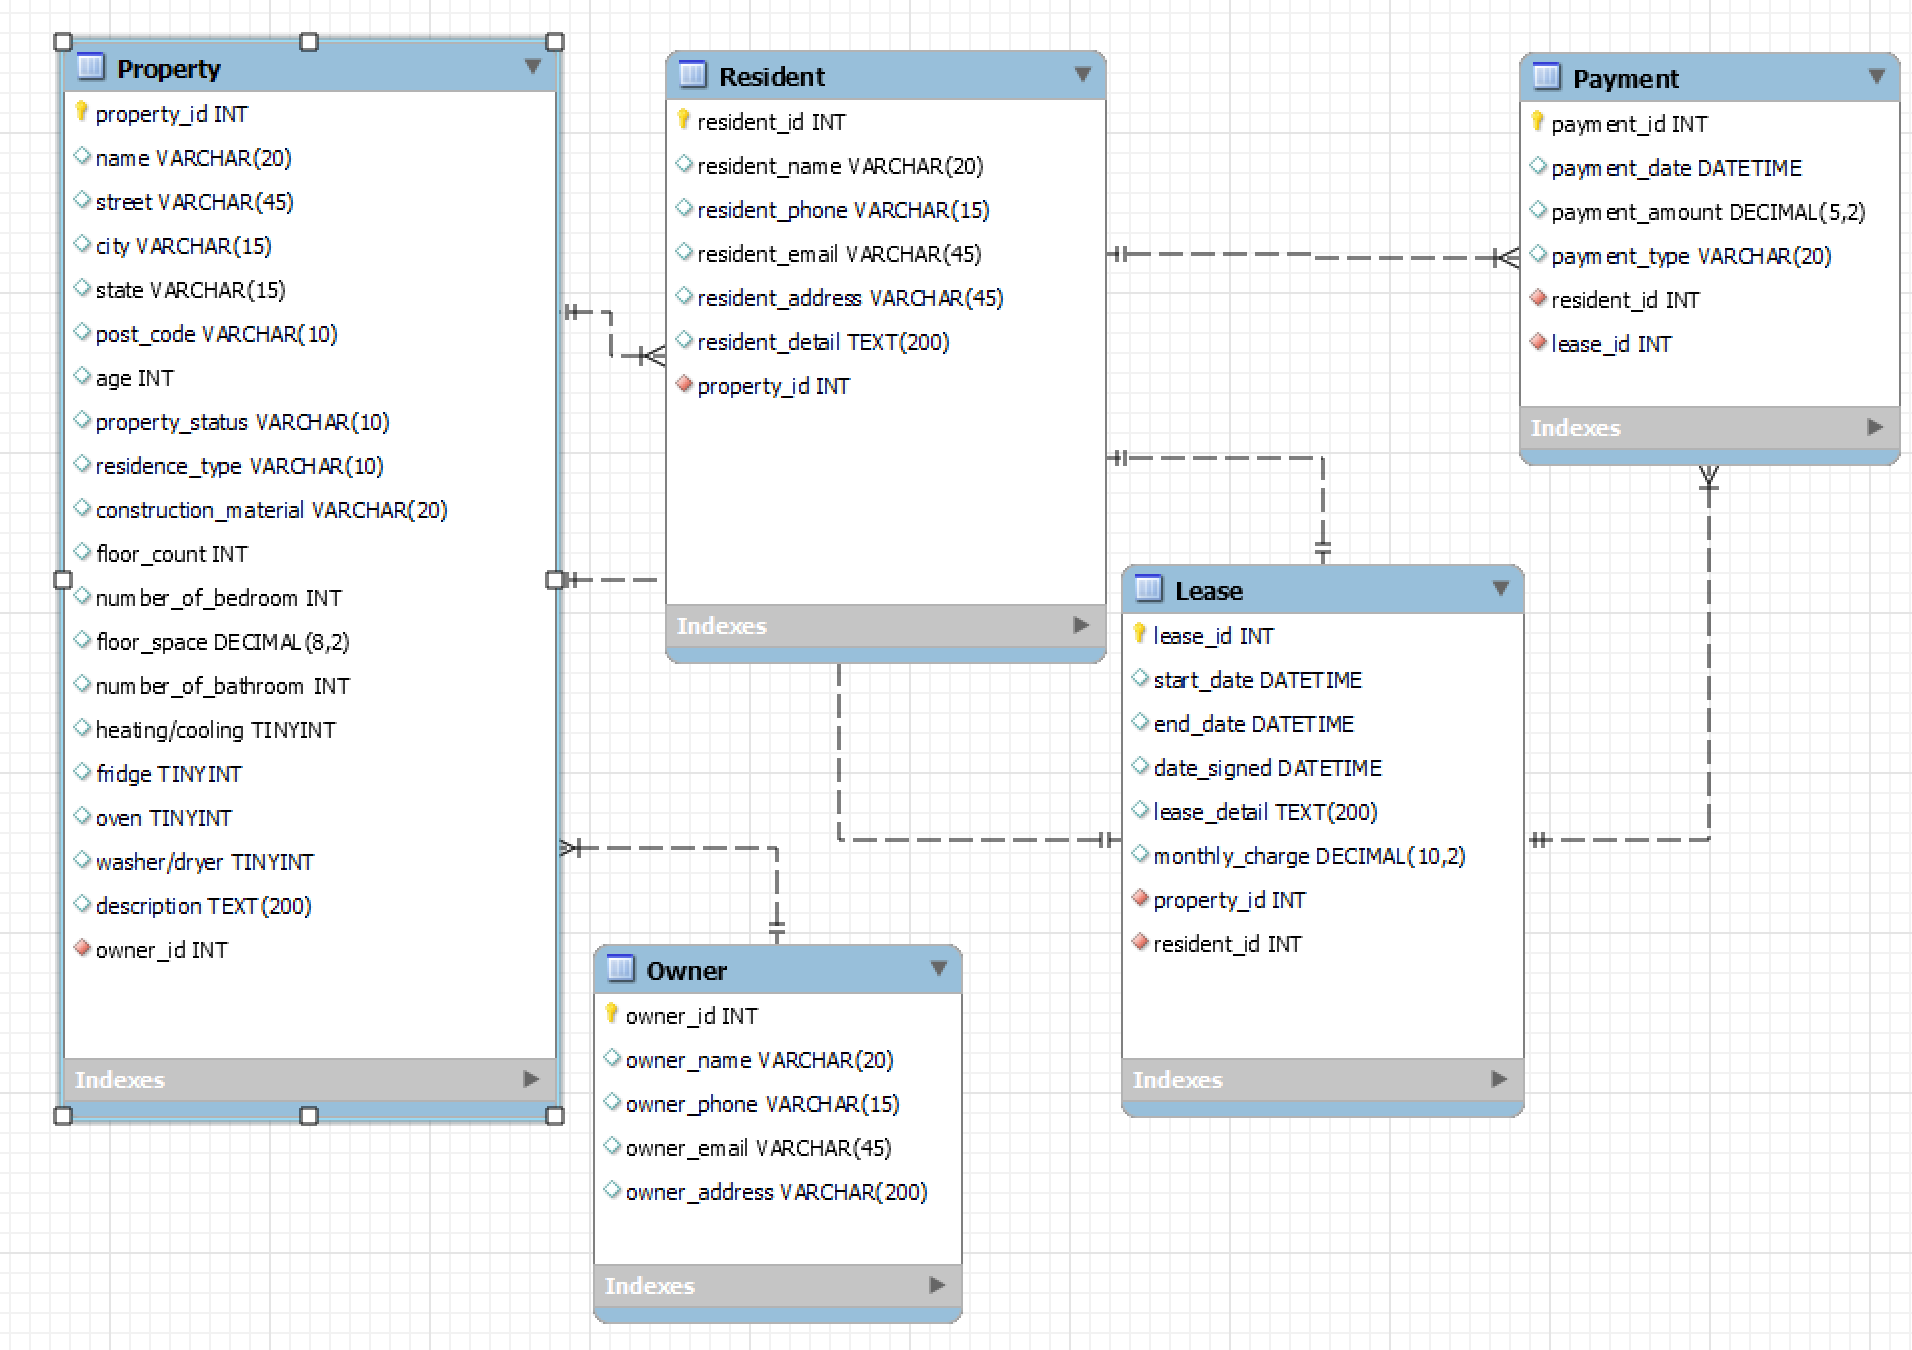 Property
property_id INT
name VARCHAR(20)
street VARCHAR(45)
city VARCHAR(15)
state VARCHAR(15)
post_code VARCHAR(10)
age INT
property_status VARCHAR(10)
residence_type VARCHAR(10)
construction_material VARCHAR(20)
floor_count INT
number_of_bedroom INT
floor_space DECIMAL(8,2)
number_of_bathroom INT
heating/cooling TINYINT
fridge TINYINT
oven TINYINT
washer/dryer TINYINT
description TEXT(200)
owner_id INT
Indexes
Resident
resident_id INT
resident_name VARCHAR(20)
resident_phone VARCHAR(15)
resident_email VARCHAR(45)
resident_address VARCHAR(45)
resident_detail TEXT(200)
property_id INT
Indexes
Payment
payment_id INT
payment_date DATETIME
payment_amount DECIMAL(5,2)
payment_type VARCHAR(20)
resident_id INT
lease_id INT
Indexes
Lease
lease_id INT
start_date DATETIME
end_date DATETIME
date_signed DATETIME
lease_detail TEXT(200)
monthly_charge DECIMAL(10,2)
property_id INT
resident_id INT
Indexes
Owner
owner_id INT
owner_name VARCHAR(20)
owner_phone VARCHAR(15)
owner_email VARCHAR(45)
owner_address VARCHAR(200)
Indexes